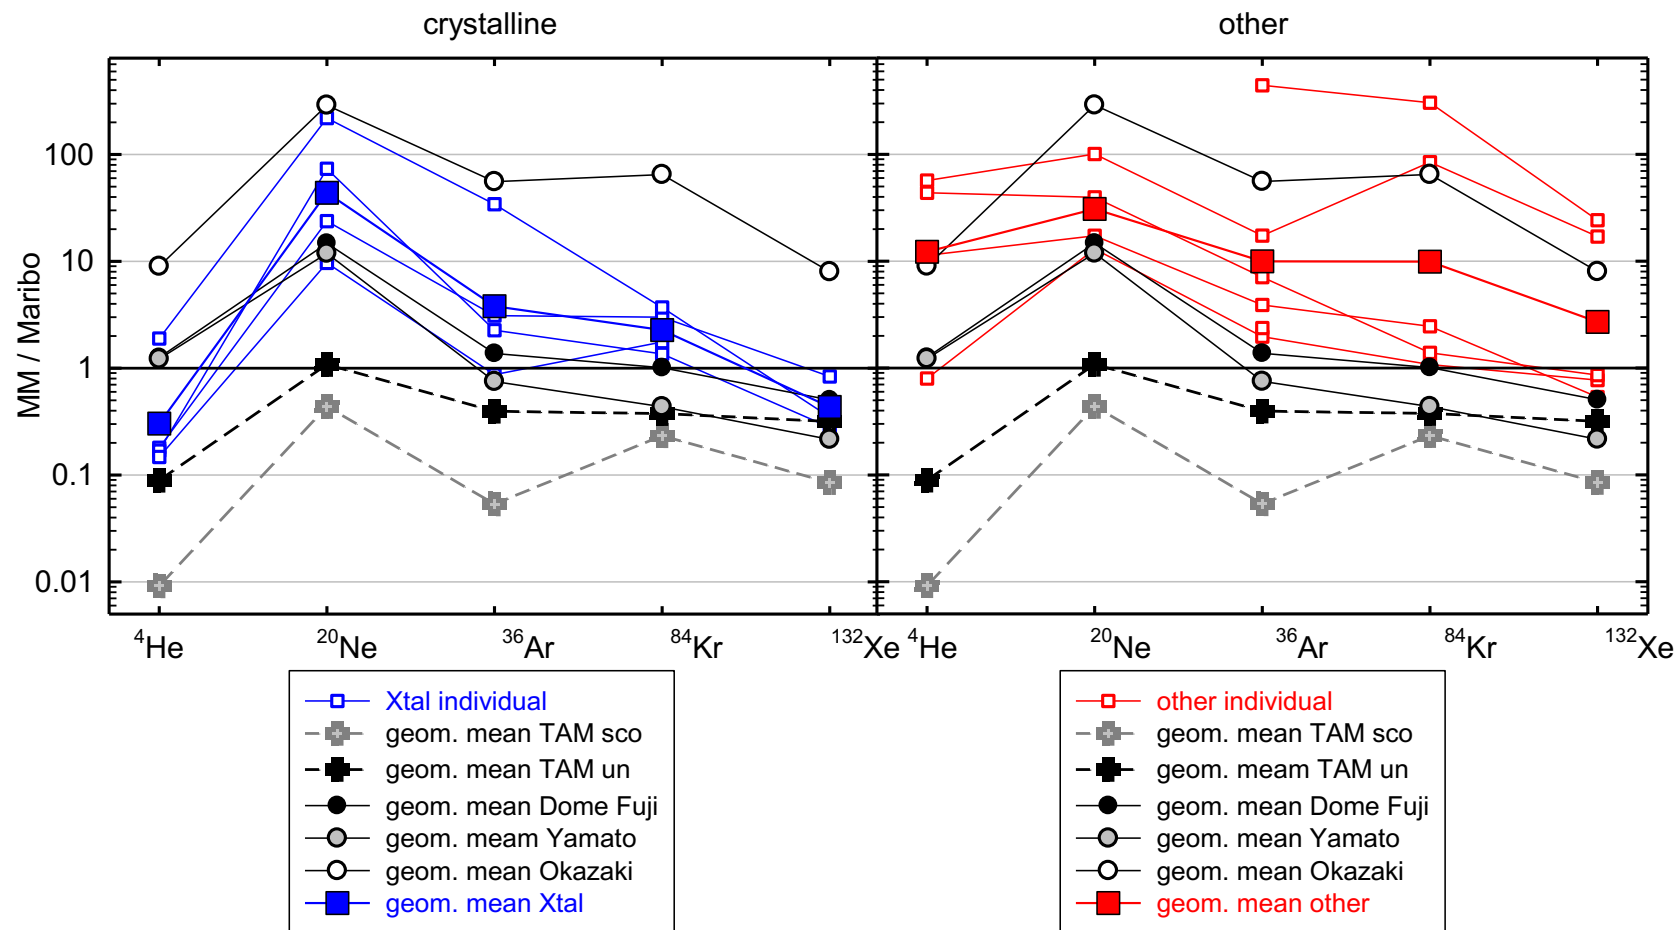 crystalline
other
MM / Maribo
100
10
1
0.1
0.01
4He
20Ne
36Ar
84Kr
132Xe
4He
20Ne
36Ar
84Kr
132Xe
Xtal individual
geom. mean TAM sco
geom. mean TAM un
geom. mean Dome Fuji
geom. meam Yamato
geom. mean Okazaki
geom. mean Xtal
other individual
geom. mean TAM sco
geom. meam TAM un
geom. mean Dome Fuji
geom. mean Yamato
geom. mean Okazaki
geom. mean other